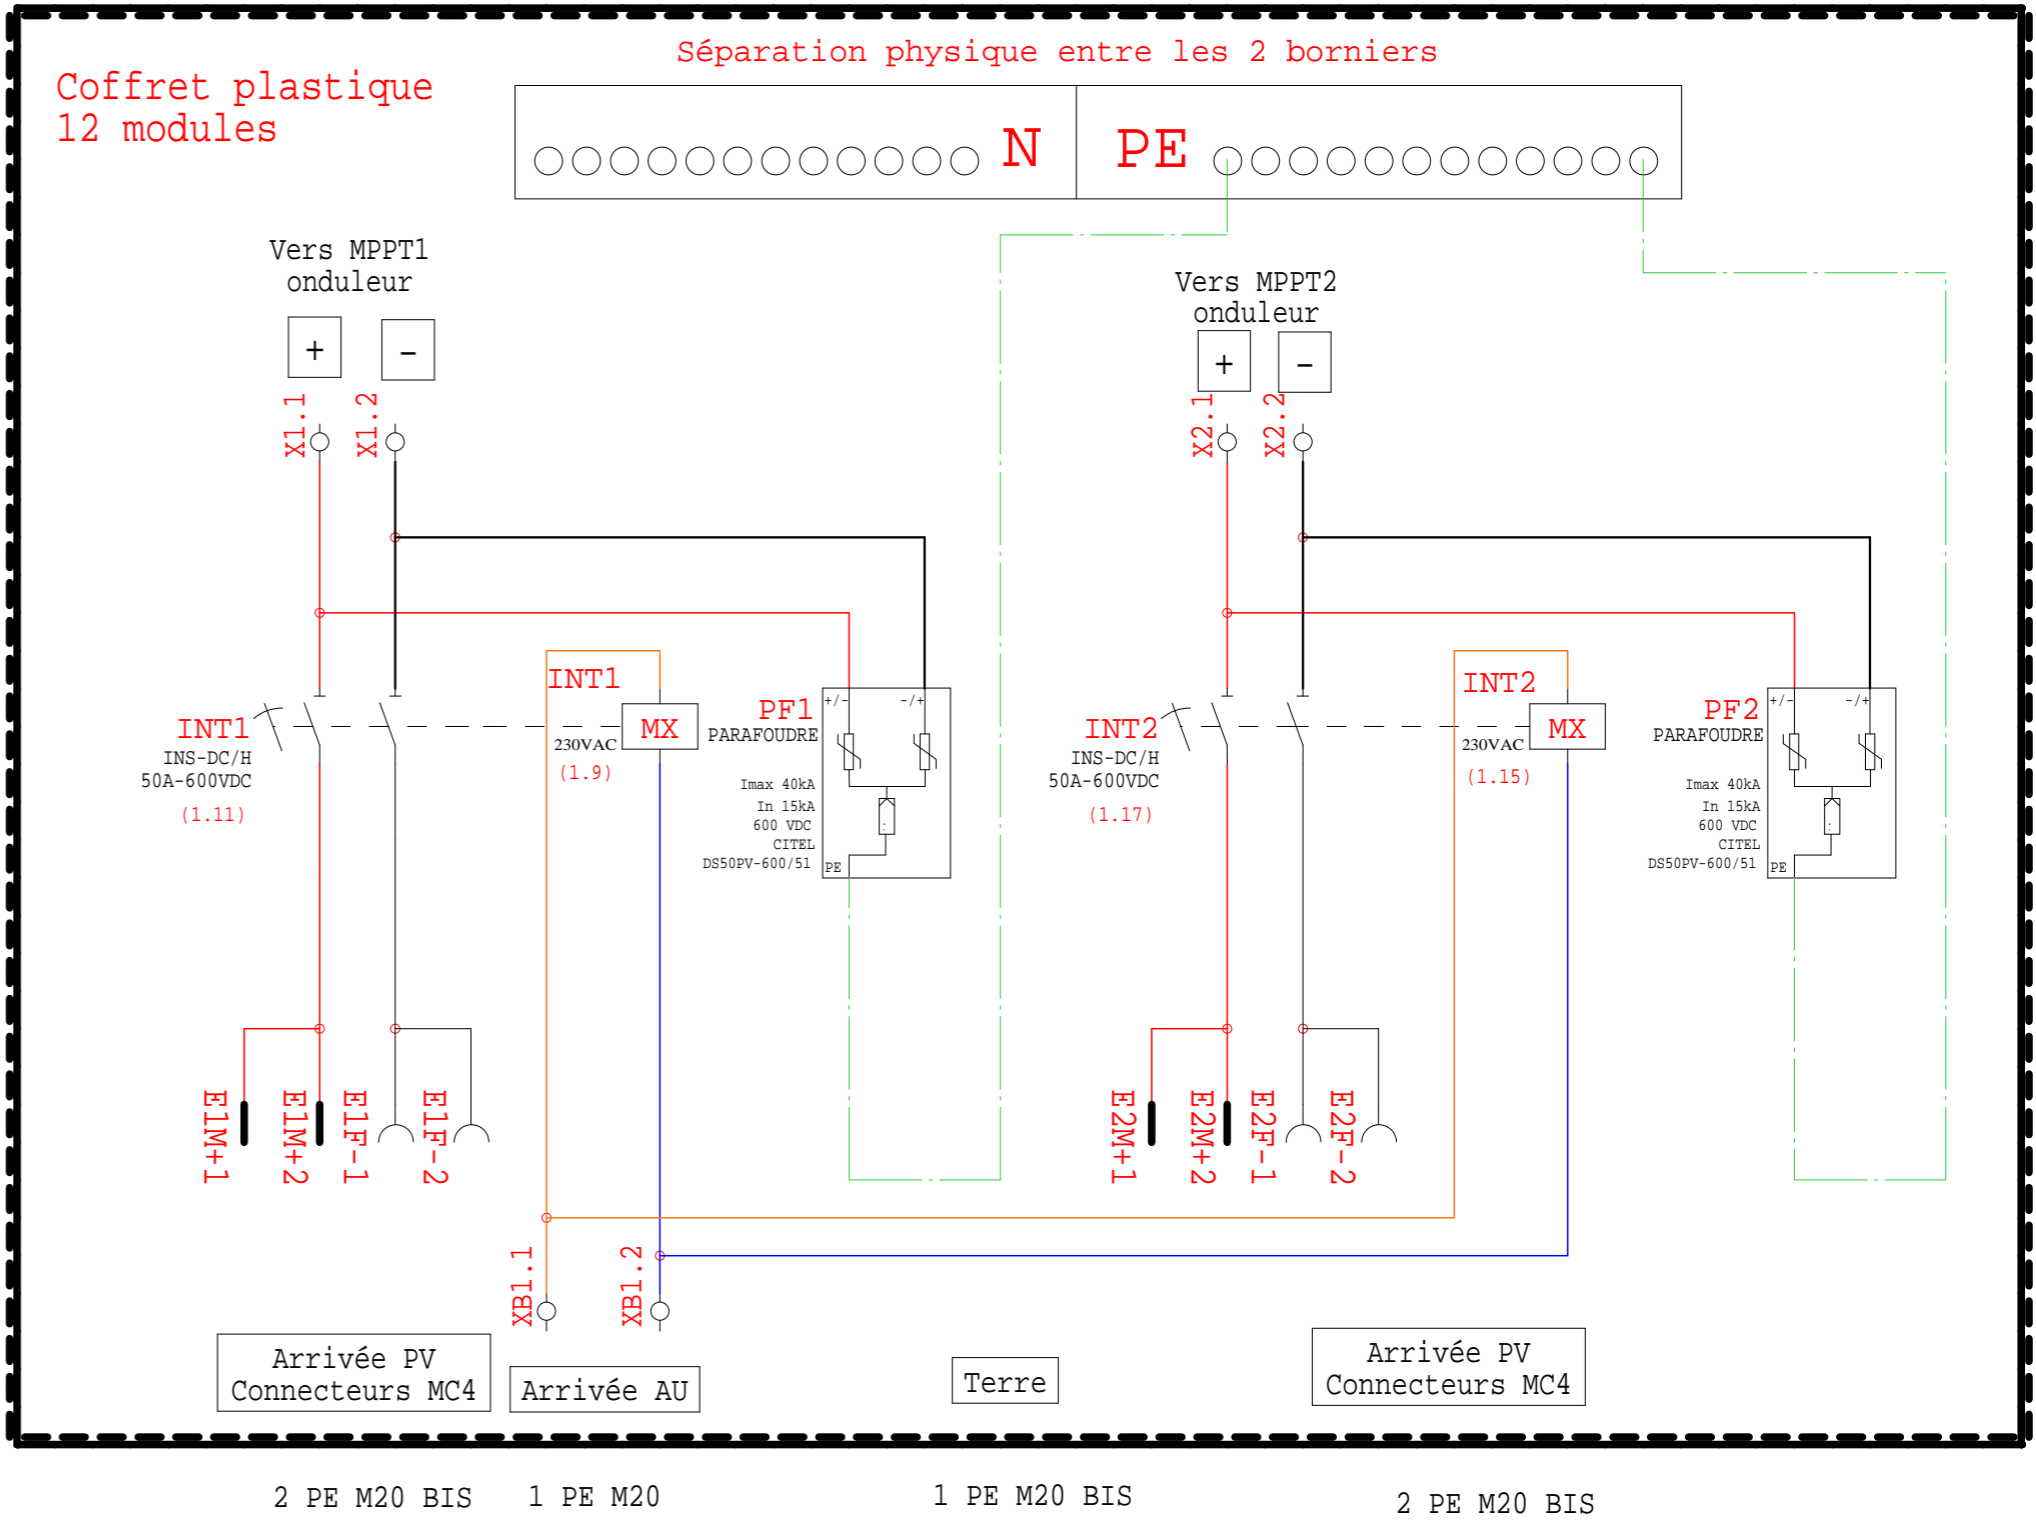 Séparation physique entre les 2 borniers
Coffret plastique
12 modules
N
PE
Vers MPPT1
onduleur
+
-
X1.1
X1.2
Vers MPPT2
onduleur
+
-
X2.1
X2.2
INT1
INS-DC/H
50A-600VDC
(1.11)
INT1
MX
230VAC
(1.9)
PF1
PARAFOUDRE
Imax 40kA
In 15kA
600 VDC
CITEL
DS50PV-600/51
+/-
-/+
PE
INT2
INS-DC/H
50A-600VDC
(1.17)
INT2
MX
230VAC
(1.15)
PF2
PARAFOUDRE
Imax 40kA
In 15kA
600 VDC
CITEL
DS50PV-600/51
+/-
-/+
PE
E1M+1
E1M+2
E1F-1
E1F-2
E2M+1
E2M+2
E2F-1
E2F-2
XB1.1
XB1.2
Arrivée PV
Connecteurs MC4
Arrivée AU
Terre
Arrivée PV
Connecteurs MC4
2 PE M20 BIS
1 PE M20
1 PE M20 BIS
2 PE M20 BIS